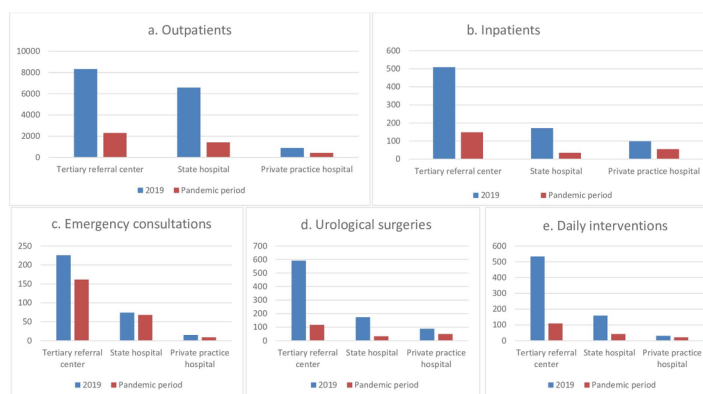 a. Outpatients
10000
8000
6000
4000
2000
0
Tertiary referral center State hospital Private practice hospital
2019 Pandemic period
b. Inpatients
600
500
400
300
200
100
0
Tertiary referral center State hospital Private practice hospital
2019 Pandemic period
c. Emergency consultations
250
200
150
100
50
0
Tertiary referral State hospital Private practice
center hospital
2019 Pandemic period
d. Urological surgeries
700
600
500
400
300
200
100
0
Tertiary referral State hospital Private practice
center hospital
2019 Pandemic period
e. Daily interventions
600
500
400
300
200
100
0
Tertiary referral State hospital Private practice
center hospital
2019 Pandemic period